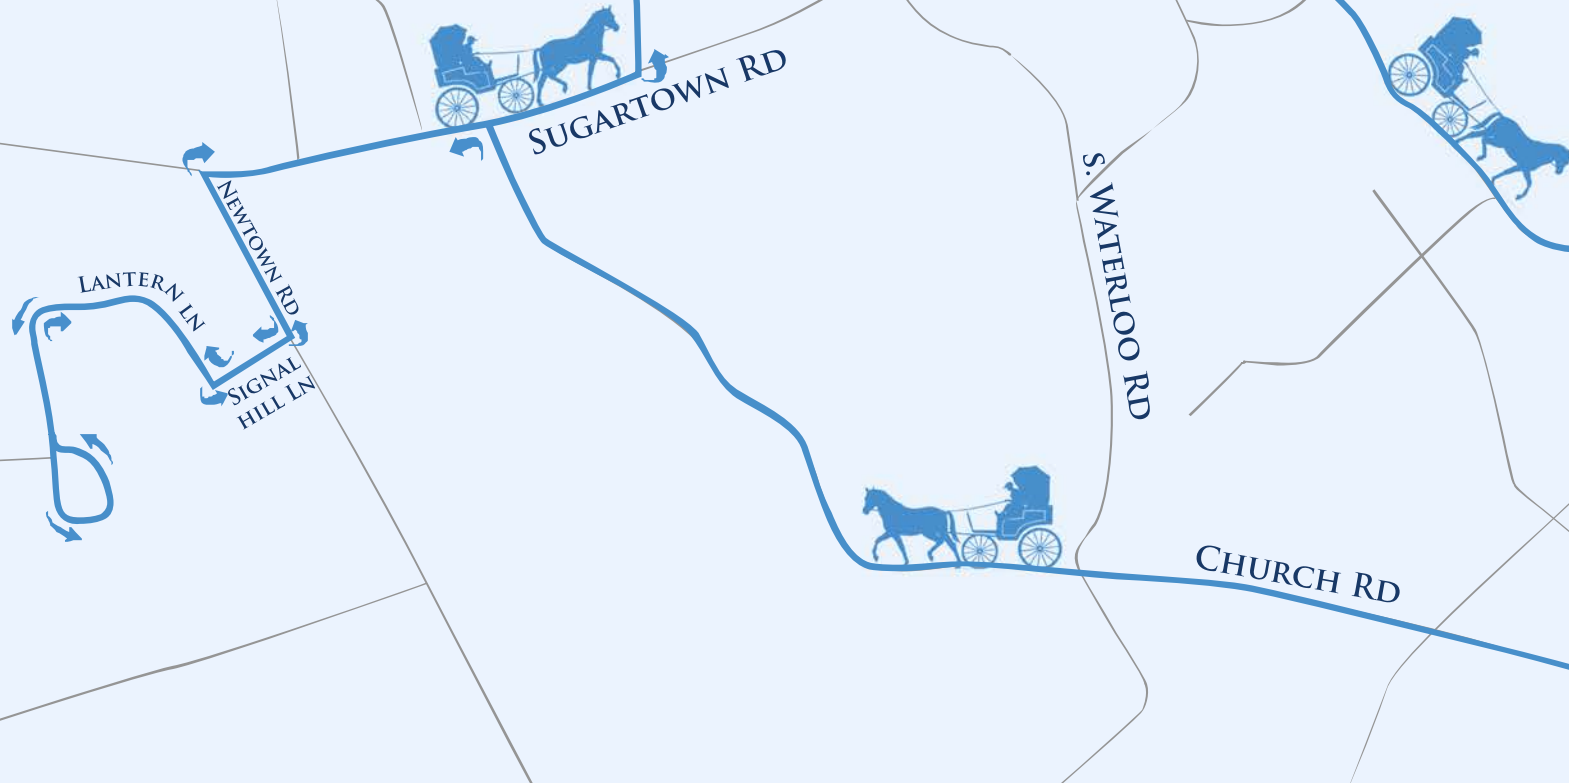 SUGARTOWN RD
NEWTOWN RD
LANTERN LN
SIGNAL
HILL LN
S. WATERLOO RD
CHURCH RD